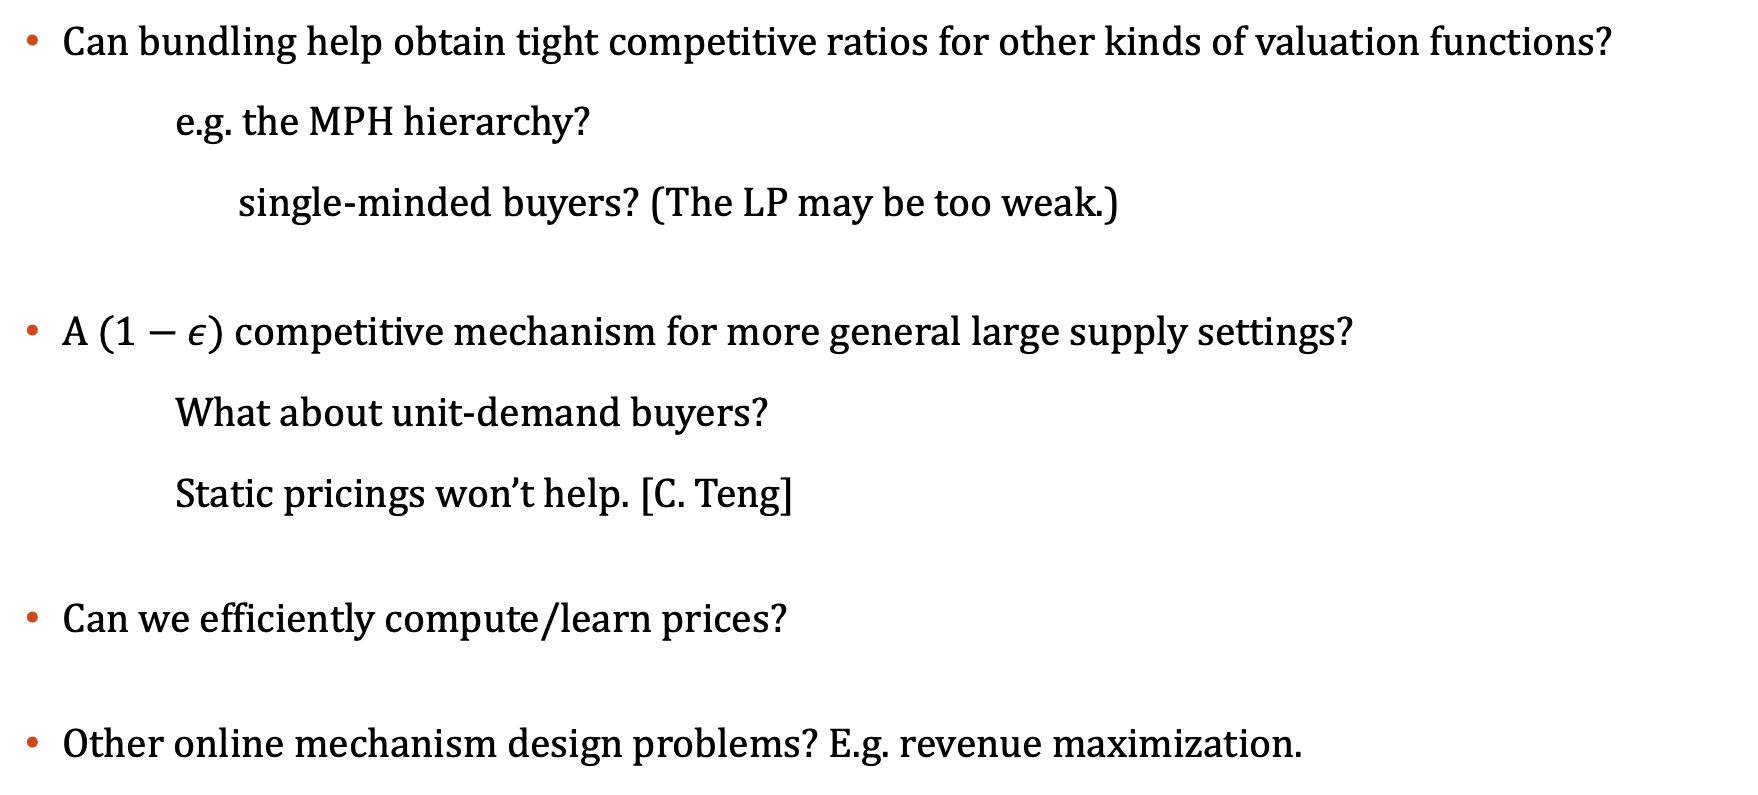 • Can bundling help obtain tight competitive ratios for other kinds of valuation functions?
e.g. the MPH hierarchy?
single-minded buyers? (The LP may be too weak.)
• A (1 − ϵ) competitive mechanism for more general large supply settings?
What about unit-demand buyers?
Static pricings won’t help. [C. Teng]
• Can we efficiently compute/learn prices?
• Other online mechanism design problems? E.g. revenue maximization.